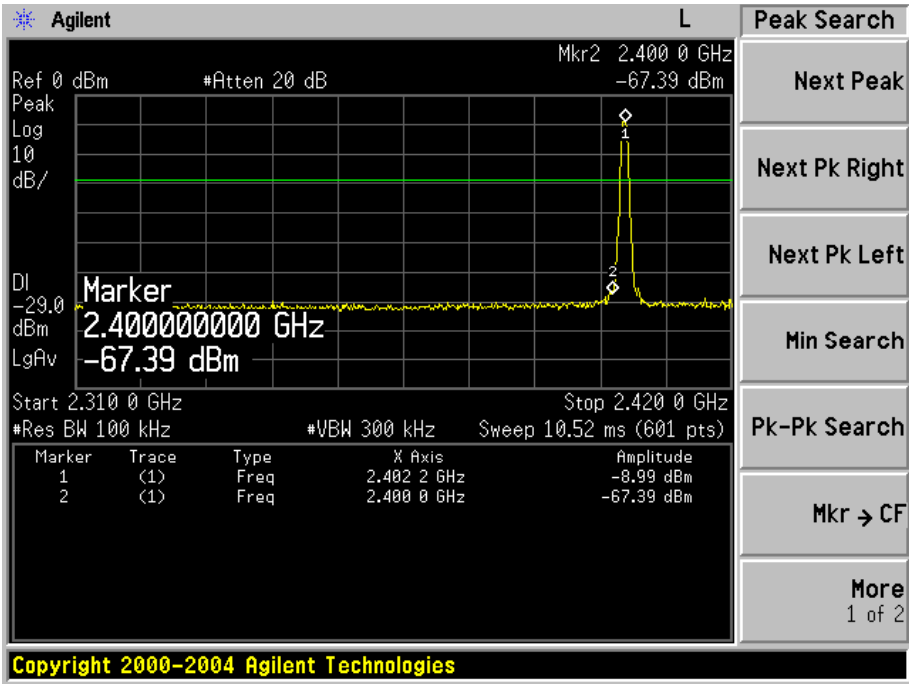 Agilent L Peak Search
Mkr2 2.400 0 GHz
Ref 0 dBm #Atten 20 dB -67.39 dBm
Peak
Log
10
dB/
1
2
DI
-29.0
dBm
LgAv
Marker
2.400000000 GHz
-67.39 dBm
Start 2.310 0 GHz Stop 2.420 0 GHz
#Res BW 100 kHz #VBW 300 kHz Sweep 10.52 ms (601 pts)
Marker Trace Type X Axis Amplitude
1 (1) Freq 2.402 2 GHz -8.99 dBm
2 (1) Freq 2.400 0 GHz -67.39 dBm
Next Peak
Next Pk Right
Next Pk Left
Min Search
Pk-Pk Search
Mkr → CF
More
1 of 2
Copyright 2000-2004 Agilent Technologies